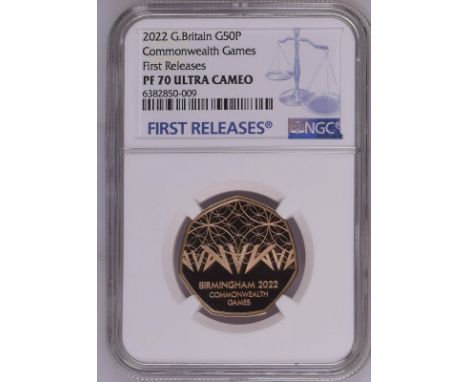 2022 G.Britain G50P
Commonwealth Games
First Releases
PF 70 ULTRA CAMEO
6382850-009
FIRST RELEASES®
NGC
BIRMINGHAM 2022
COMMONWEALTH
GAMES